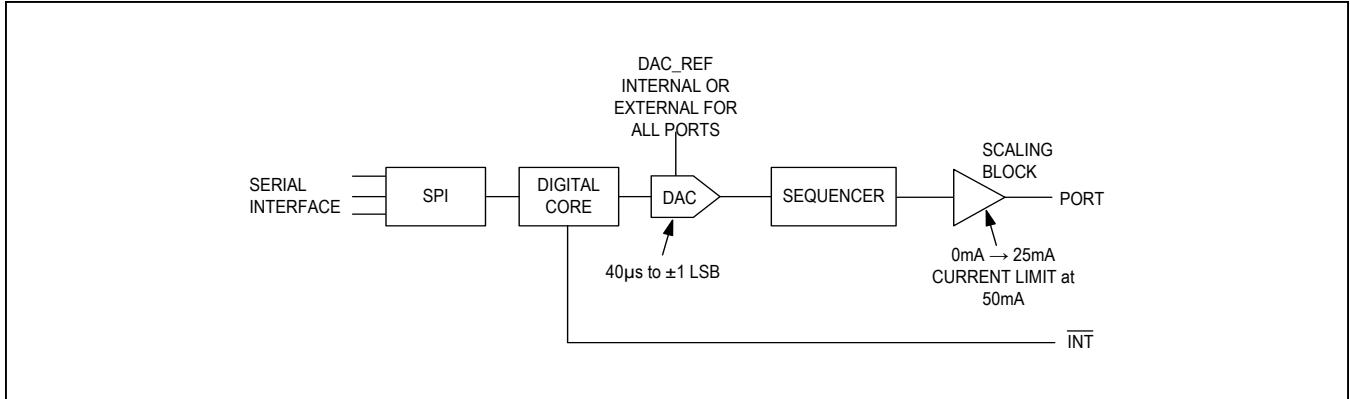 DAC_REF
INTERNAL OR
EXTERNAL FOR
ALL PORTS
SERIAL
INTERFACE
SPI
DIGITAL
CORE
DAC
SEQUENCER
SCALING
BLOCK
PORT
40µs to ±1 LSB
0mA → 25mA
CURRENT LIMIT at
50mA
INT